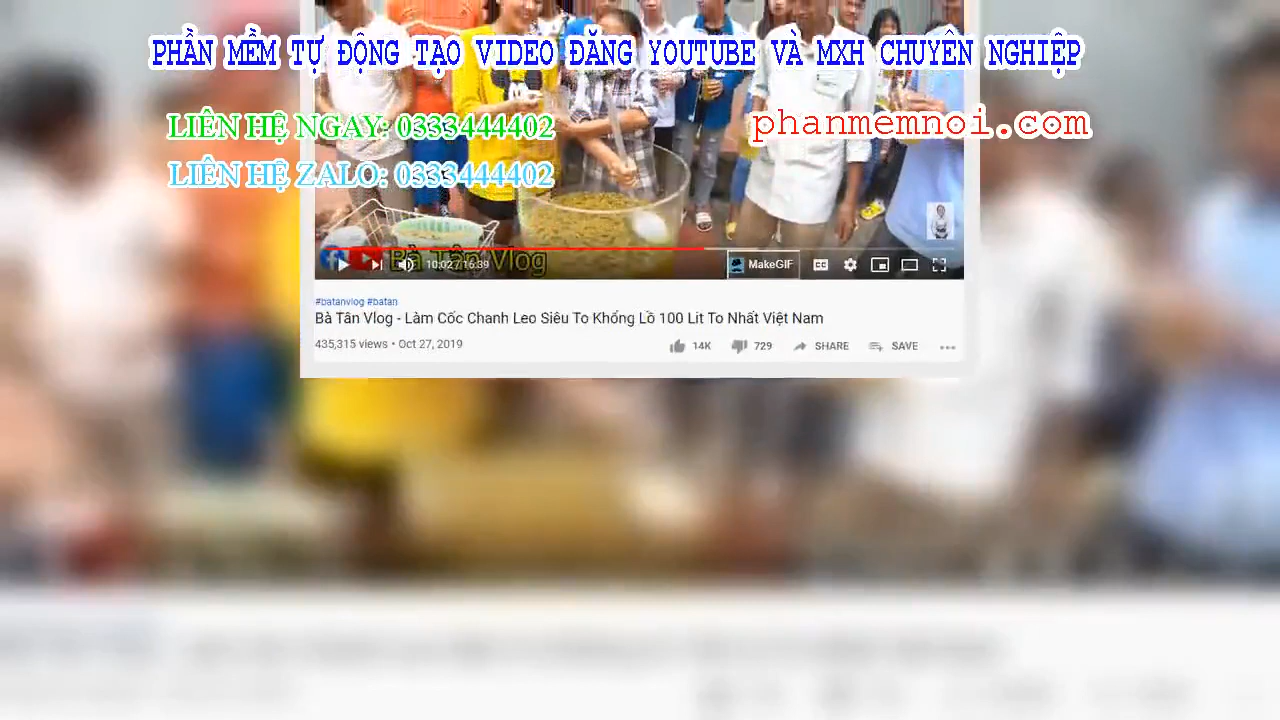 PHẦN MỀM TỰ ĐỘNG TẠO VIDEO ĐĂNG YOUTUBE VÀ MXH CHUYÊN NGHIỆP
LIÊN HỆ NGAY: 0333444402
phanmemnoi.com
LIÊN HỆ ZALO: 0333444402
Bà Tân Vlog
10:02 / 16:39
MakeGIF
CC
#batanvlog #batan
Bà Tân Vlog - Làm Cốc Chanh Leo Siêu To Khổng Lồ 100 Lit To Nhất Việt Nam
435,315 views • Oct 27, 2019
14K
729
SHARE
SAVE